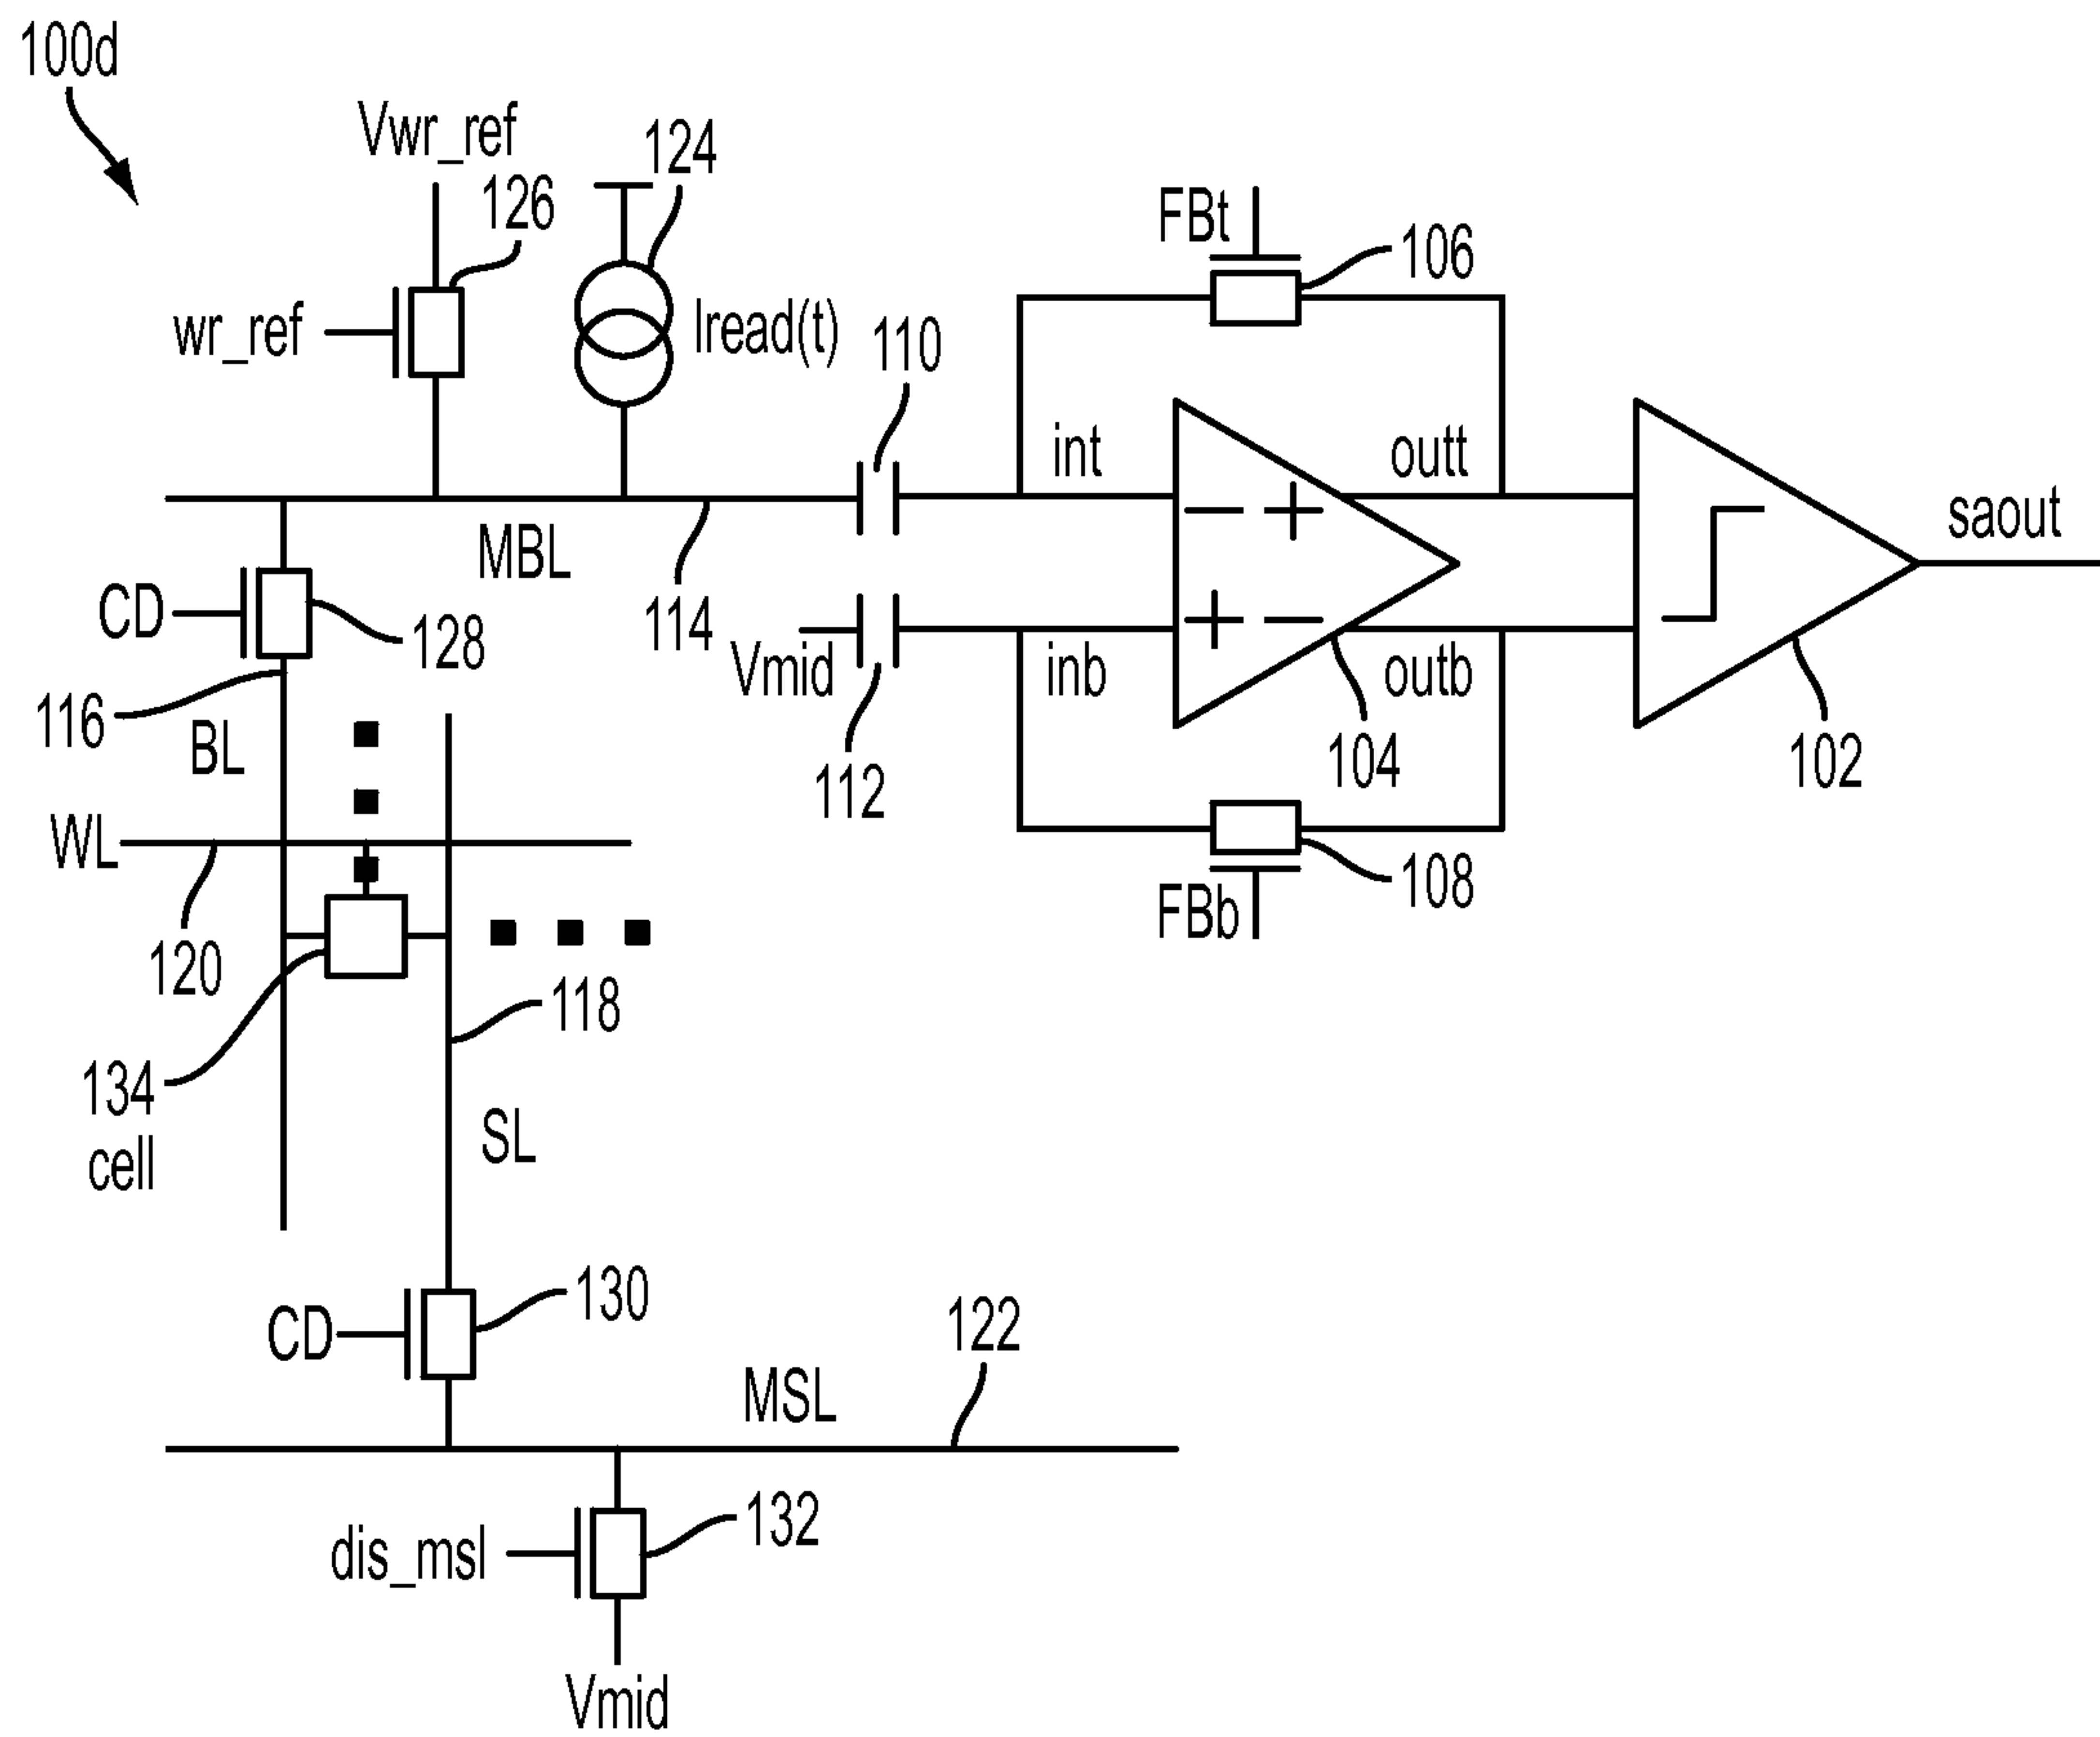 100d
Vwr_ref
124
126
FBt
106
wr_ref
Iread(t)
110
int
outt
saout
MBL
CD
128
114
Vmid
inb
outb
116
BL
112
104
102
WL
108
FBb
120
118
134
cell
SL
130
CD
122
MSL
132
dis_msl
Vmid